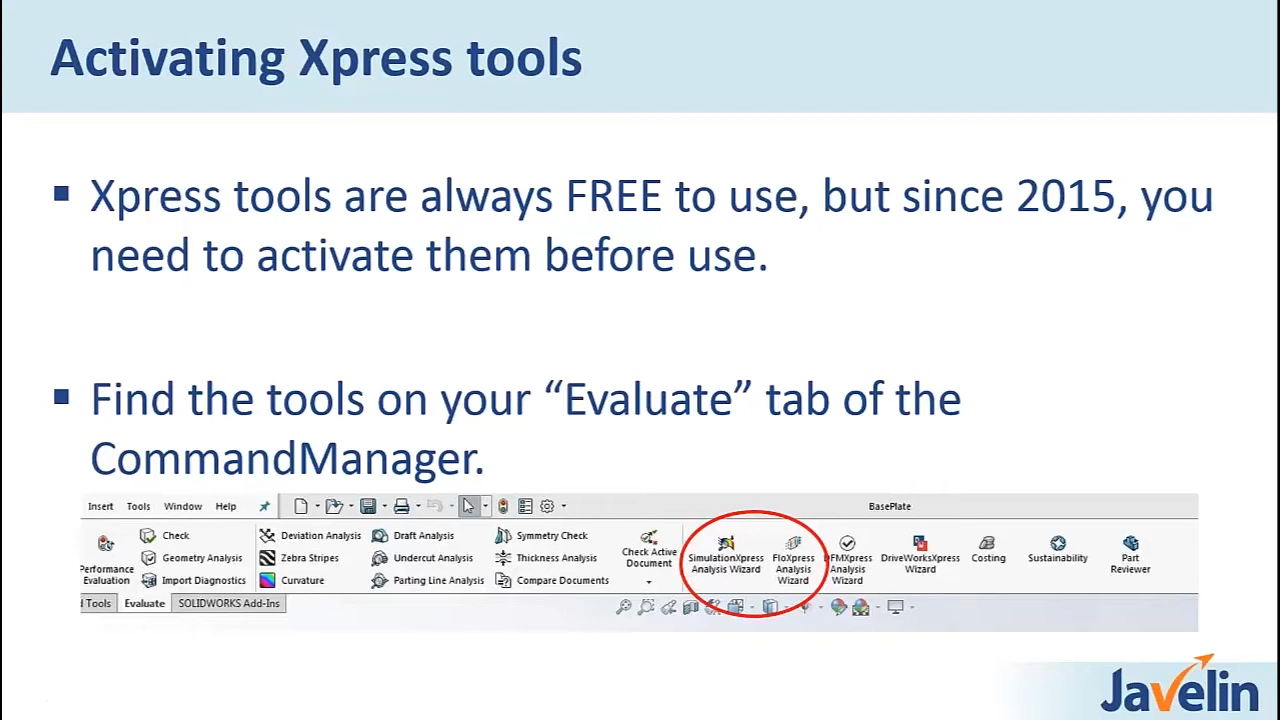 Activating Xpress tools
▪ Xpress tools are always FREE to use, but since 2015, you
need to activate them before use.
▪ Find the tools on your “Evaluate” tab of the
CommandManager.
Insert Tools Window Help BasePlate
Check Deviation Analysis Draft Analysis Symmetry Check
Performance Evaluation Geometry Analysis Zebra Stripes Undercut Analysis Thickness Analysis Check Active Document SimulationXpress Analysis Wizard FloXpress Analysis Wizard DFMXpress Analysis Wizard DriveWorksXpress Wizard Costing Sustainability Part Reviewer
Import Diagnostics Curvature Parting Line Analysis Compare Documents
Tools Evaluate SOLIDWORKS Add-Ins
Javelin